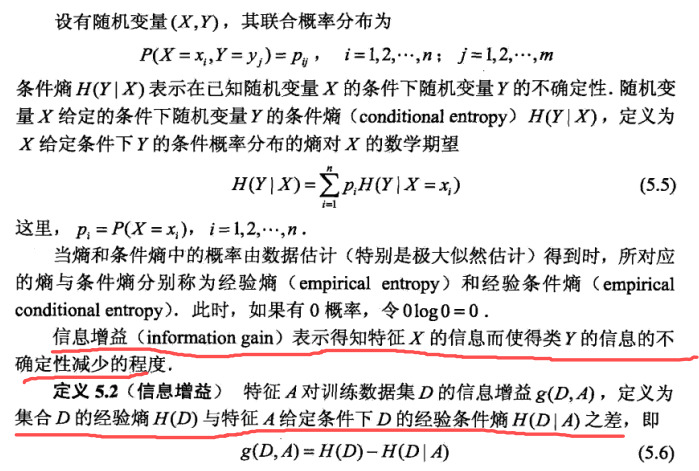 设有随机变量(X,Y)，其联合概率分布为
P(X = x_i, Y = y_j) = p_ij， i = 1,2,⋯,n； j = 1,2,⋯,m
条件熵 H(Y|X) 表示在已知随机变量 X 的条件下随机变量 Y 的不确定性．随机变
量 X 给定的条件下随机变量 Y 的条件熵（conditional entropy）H(Y|X)，定义为
X 给定条件下 Y 的条件概率分布的熵对 X 的数学期望
H(Y|X) = ∑_{i=1}^{n} p_i H(Y|X = x_i) (5.5)
这里，p_i = P(X = x_i)，i = 1,2,⋯,n．
当熵和条件熵中的概率由数据估计（特别是极大似然估计）得到时，所对应
的熵与条件熵分别称为经验熵（empirical entropy）和经验条件熵（empirical
conditional entropy）．此时，如果有 0 概率，令 0log0 = 0．
信息增益（information gain）表示得知特征 X 的信息而使得类 Y 的信息的不
确定性减少的程度．
定义 5.2（信息增益） 特征 A 对训练数据集 D 的信息增益 g(D,A)，定义为
集合 D 的经验熵 H(D) 与特征 A 给定条件下 D 的经验条件熵 H(D|A) 之差，即
g(D,A) = H(D) − H(D|A) (5.6)